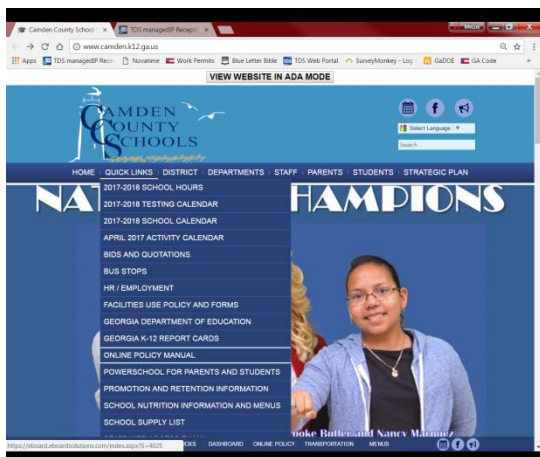 Camden County School
TDS managedIP Recept
www.camden.k12.ga.us
Apps TDS managedIP Rece Novatime Work Permits Blue Letter Bible TDS Web Portal SurveyMonkey - Log GaDOE GA Code
VIEW WEBSITE IN ADA MODE
CAMDEN
COUNTY
SCHOOLS
Select Language
Search...
HOME QUICK LINKS DISTRICT DEPARTMENTS STAFF PARENTS STUDENTS STRATEGIC PLAN
NAT HAMPIONS
2017-2018 SCHOOL HOURS
2017-2018 TESTING CALENDAR
2017-2018 SCHOOL CALENDAR
APRIL 2017 ACTIVITY CALENDAR
BIDS AND QUOTATIONS
BUS STOPS
HR / EMPLOYMENT
FACILITIES USE POLICY AND FORMS
GEORGIA DEPARTMENT OF EDUCATION
GEORGIA K-12 REPORT CARDS
ONLINE POLICY MANUAL
POWERSCHOOL FOR PARENTS AND STUDENTS
PROMOTION AND RETENTION INFORMATION
SCHOOL NUTRITION INFORMATION AND MENUS
SCHOOL SUPPLY LIST
ooke Butler and Nancy Marquez
https://eboard.eboardsolutions.com/index.aspx?S=4025
CKS DASHBOARD ONLINE POLICY TRANSPORTATION MENUS